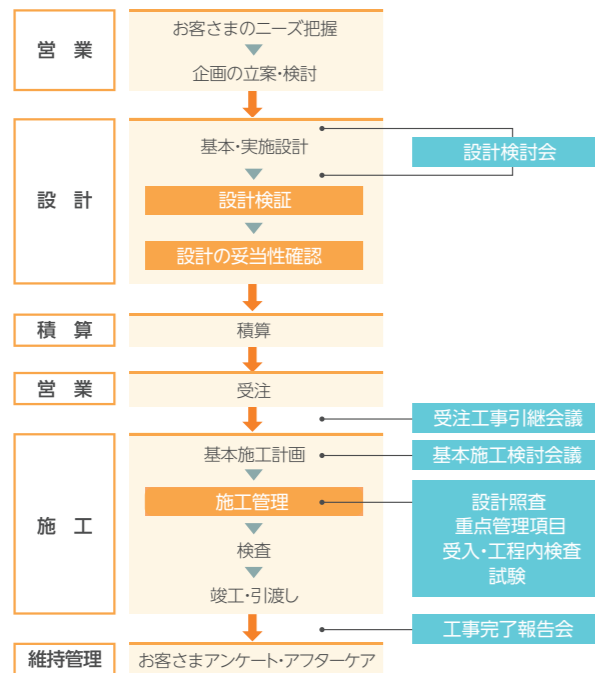 営業
お客さまのニーズ把握
企画の立案・検討
設計
基本・実施設計
設計検討会
設計検証
設計の妥当性確認
積算
積算
営業
受注
受注工事引継会議
施工
基本施工計画
基本施工検討会議
施工管理
設計照査
重点管理項目
受入・工程内検査
試験
検査
竣工・引渡し
工事完了報告会
維持管理
お客さまアンケート・アフターケア